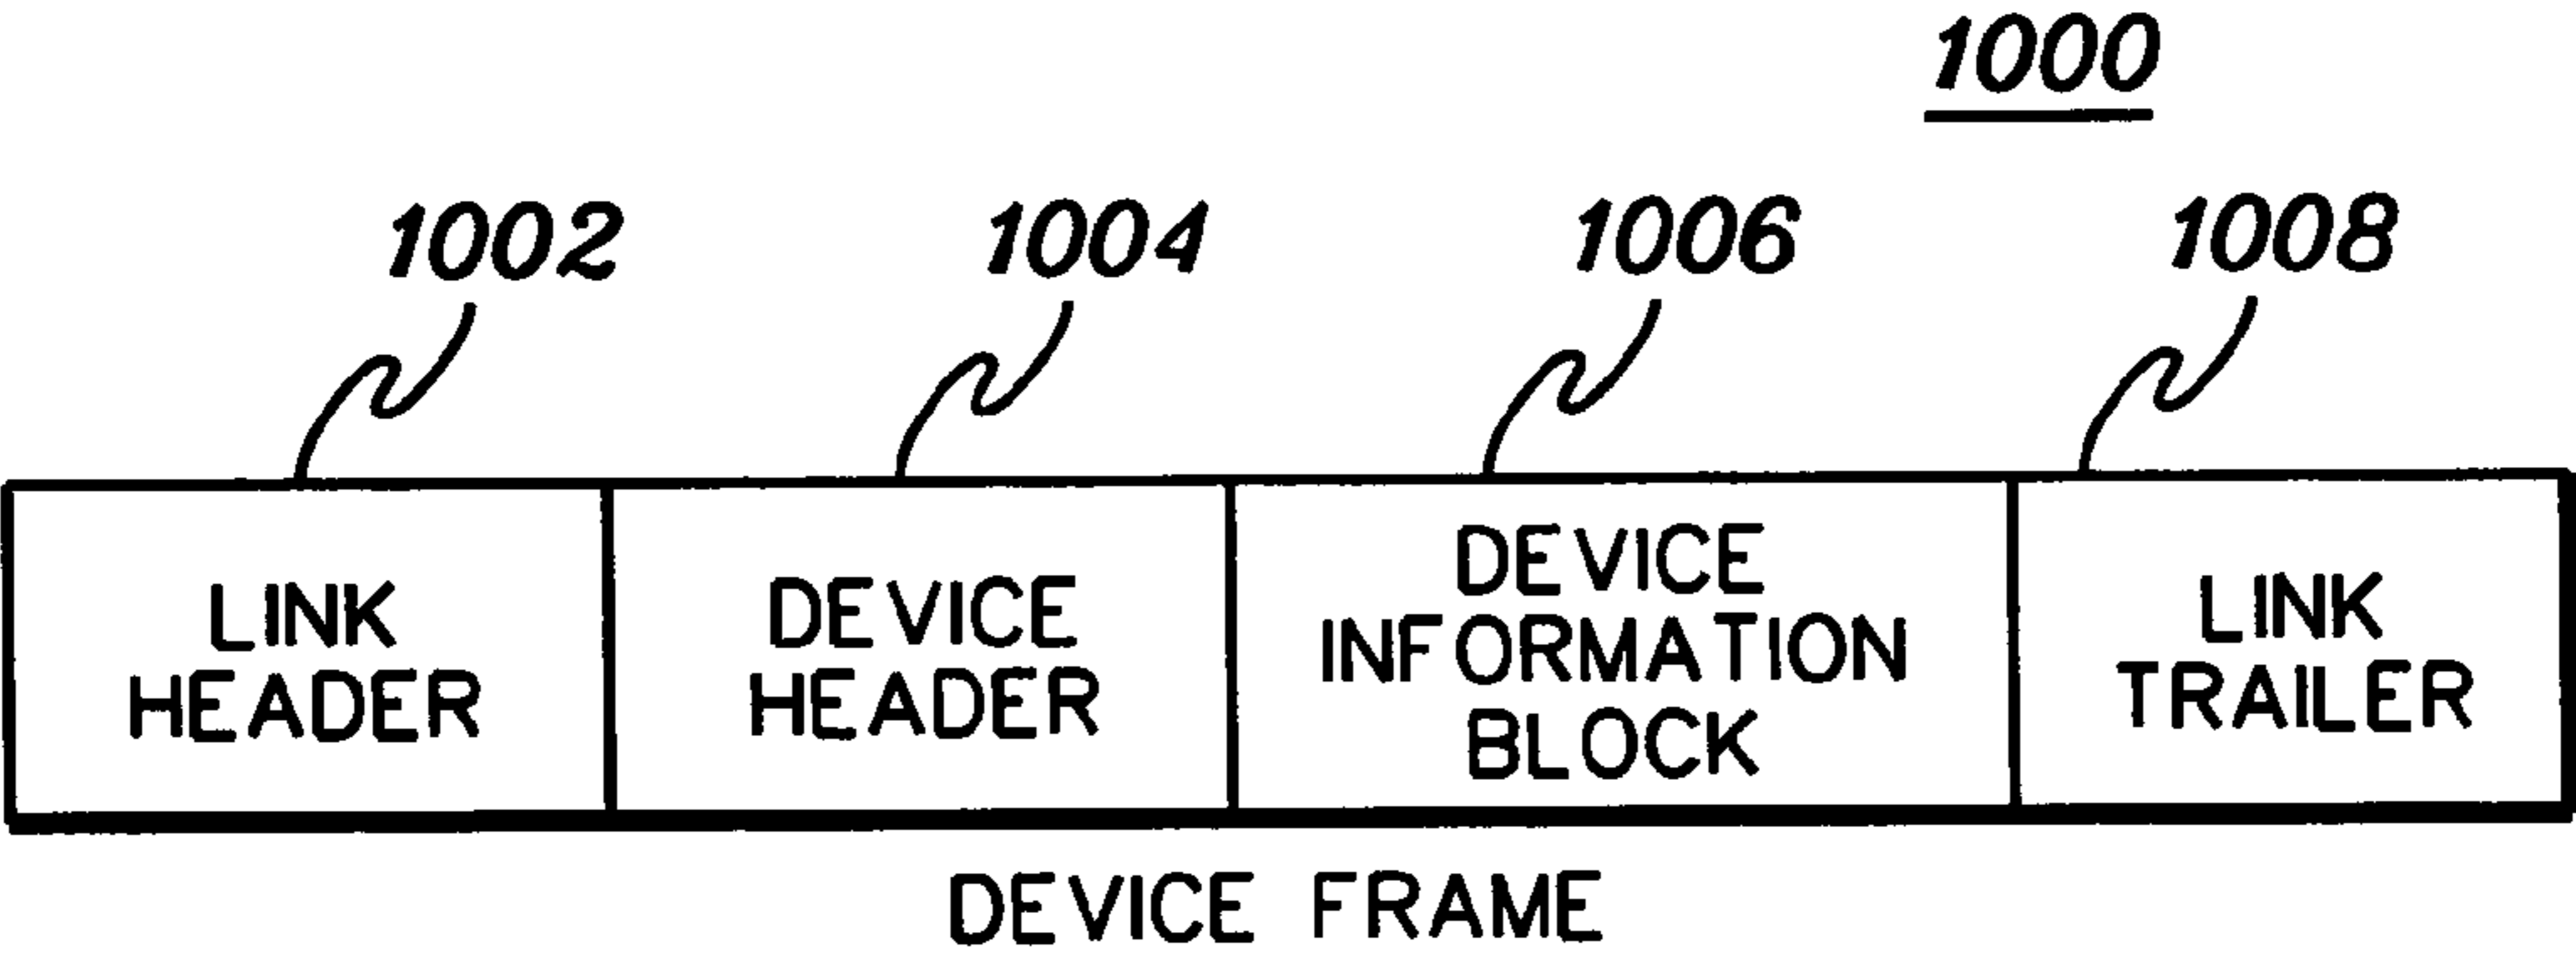 1000
1002 1004 1006 1008
LINK HEADER
DEVICE HEADER
DEVICE INFORMATION BLOCK
LINK TRAILER
DEVICE FRAME